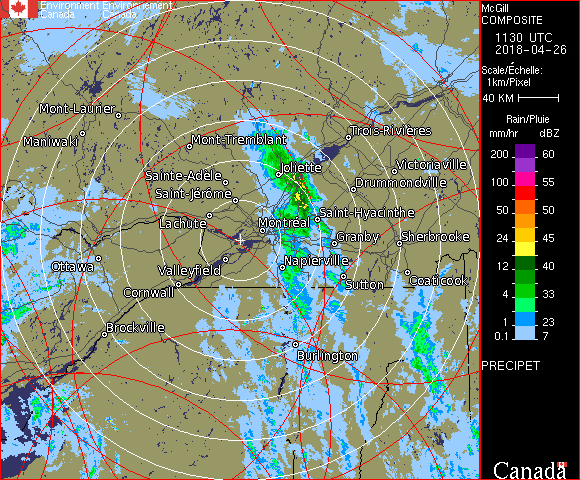 Environment Environnement
Canada Canada
McGill
COMPOSITE
1130 UTC
2018-04-26
Scale/Échelle:
1km/Pixel
40 KM
Rain/Pluie
mm/hr dBZ
200 60
100 55
50 50
24 45
12 40
4 33
1 23
0.1 7
PRECIPET
Canada
Mont-Laurier
Maniwaki
Mont-Tremblant
Trois-Rivières
Sainte-Adèle
Joliette
Victoriaville
Saint-Jérôme
Drummondville
Lachute
Montréal
Saint-Hyacinthe
Granby
Sherbrooke
Ottawa
Valleyfield
Napierville
Cornwall
Sutton
Coaticook
Brockville
Burlington